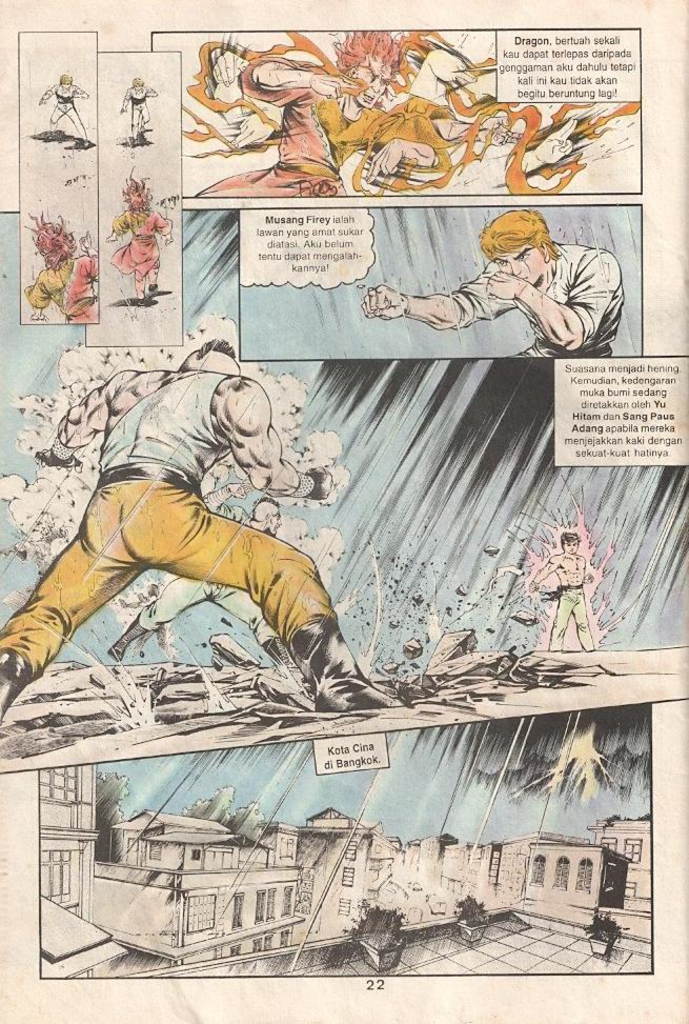 Dragon, bertuah sekali
kau dapat terlepas daripada
genggaman aku dahulu tetapi
kali ini kau tidak akan
begitu beruntung lagi!
Musang Firey ialah
lawan yang amat sukar
diatasi. Aku belum
tentu dapat mengalah-
kannya!
Suasana menjadi hening.
Kemudian, kedengaran
muka bumi sedang
diretakkan oleh Yu
Hitam dan Sang Paus
Adang apabila mereka
menjejakkan kaki dengan
sekuat-kuat hatinya.
Kota Cina
di Bangkok.
22